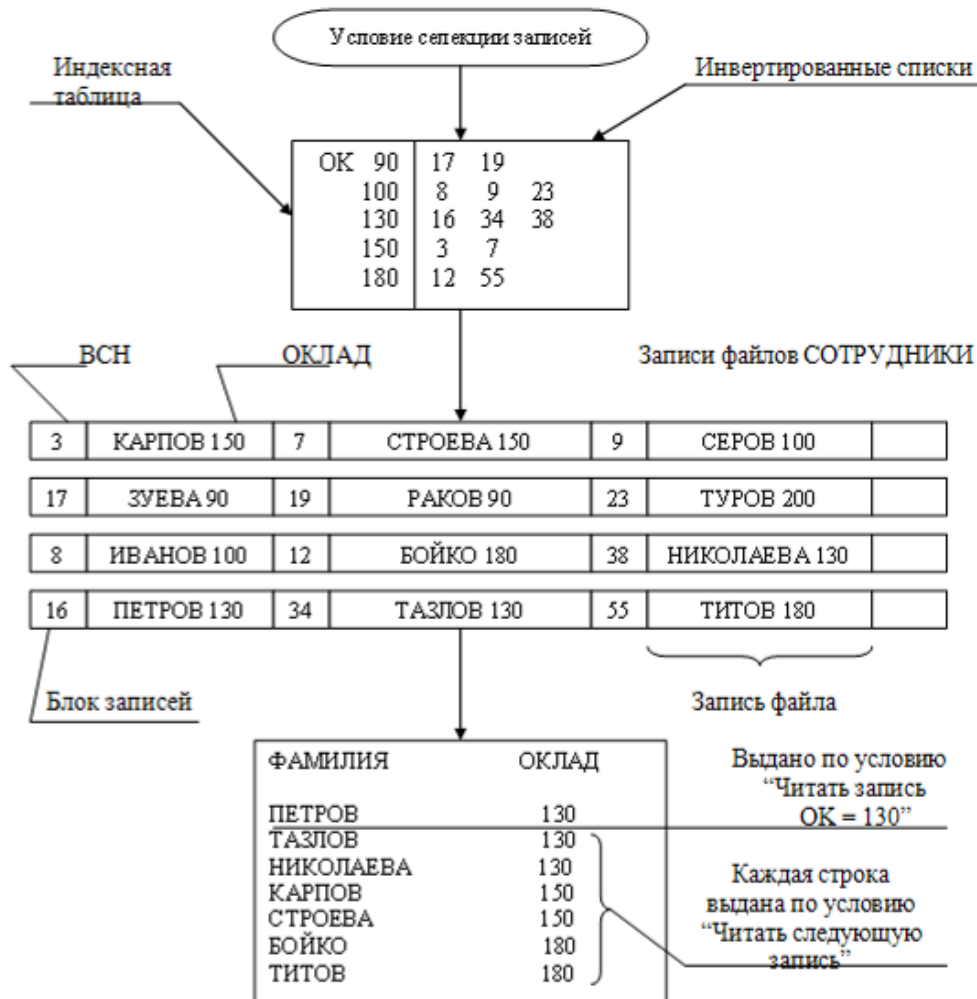 Условие селекции записей
Индексная
таблица
Инвертированные списки
ОК 90 17 19
100 8 9 23
130 16 34 38
150 3 7
180 12 55
ВСН ОКЛАД Записи файлов СОТРУДНИКИ
3 КАРПОВ 150 7 СТРОЕВА 150 9 СЕРОВ 100
17 ЗУЕВА 90 19 РАКОВ 90 23 ТУРОВ 200
8 ИВАНОВ 100 12 БОЙКО 180 38 НИКОЛАЕВА 130
16 ПЕТРОВ 130 34 ТАЗЛОВ 130 55 ТИТОВ 180
Блок записей
Запись файла
ФАМИЛИЯ ОКЛАД
ПЕТРОВ 130
ТАЗЛОВ 130
НИКОЛАЕВА 130
КАРПОВ 150
СТРОЕВА 150
БОЙКО 180
ТИТОВ 180
Выдано по условию
“Читать запись
ОК = 130”
Каждая строка
выдана по условию
“Читать следующую
запись”